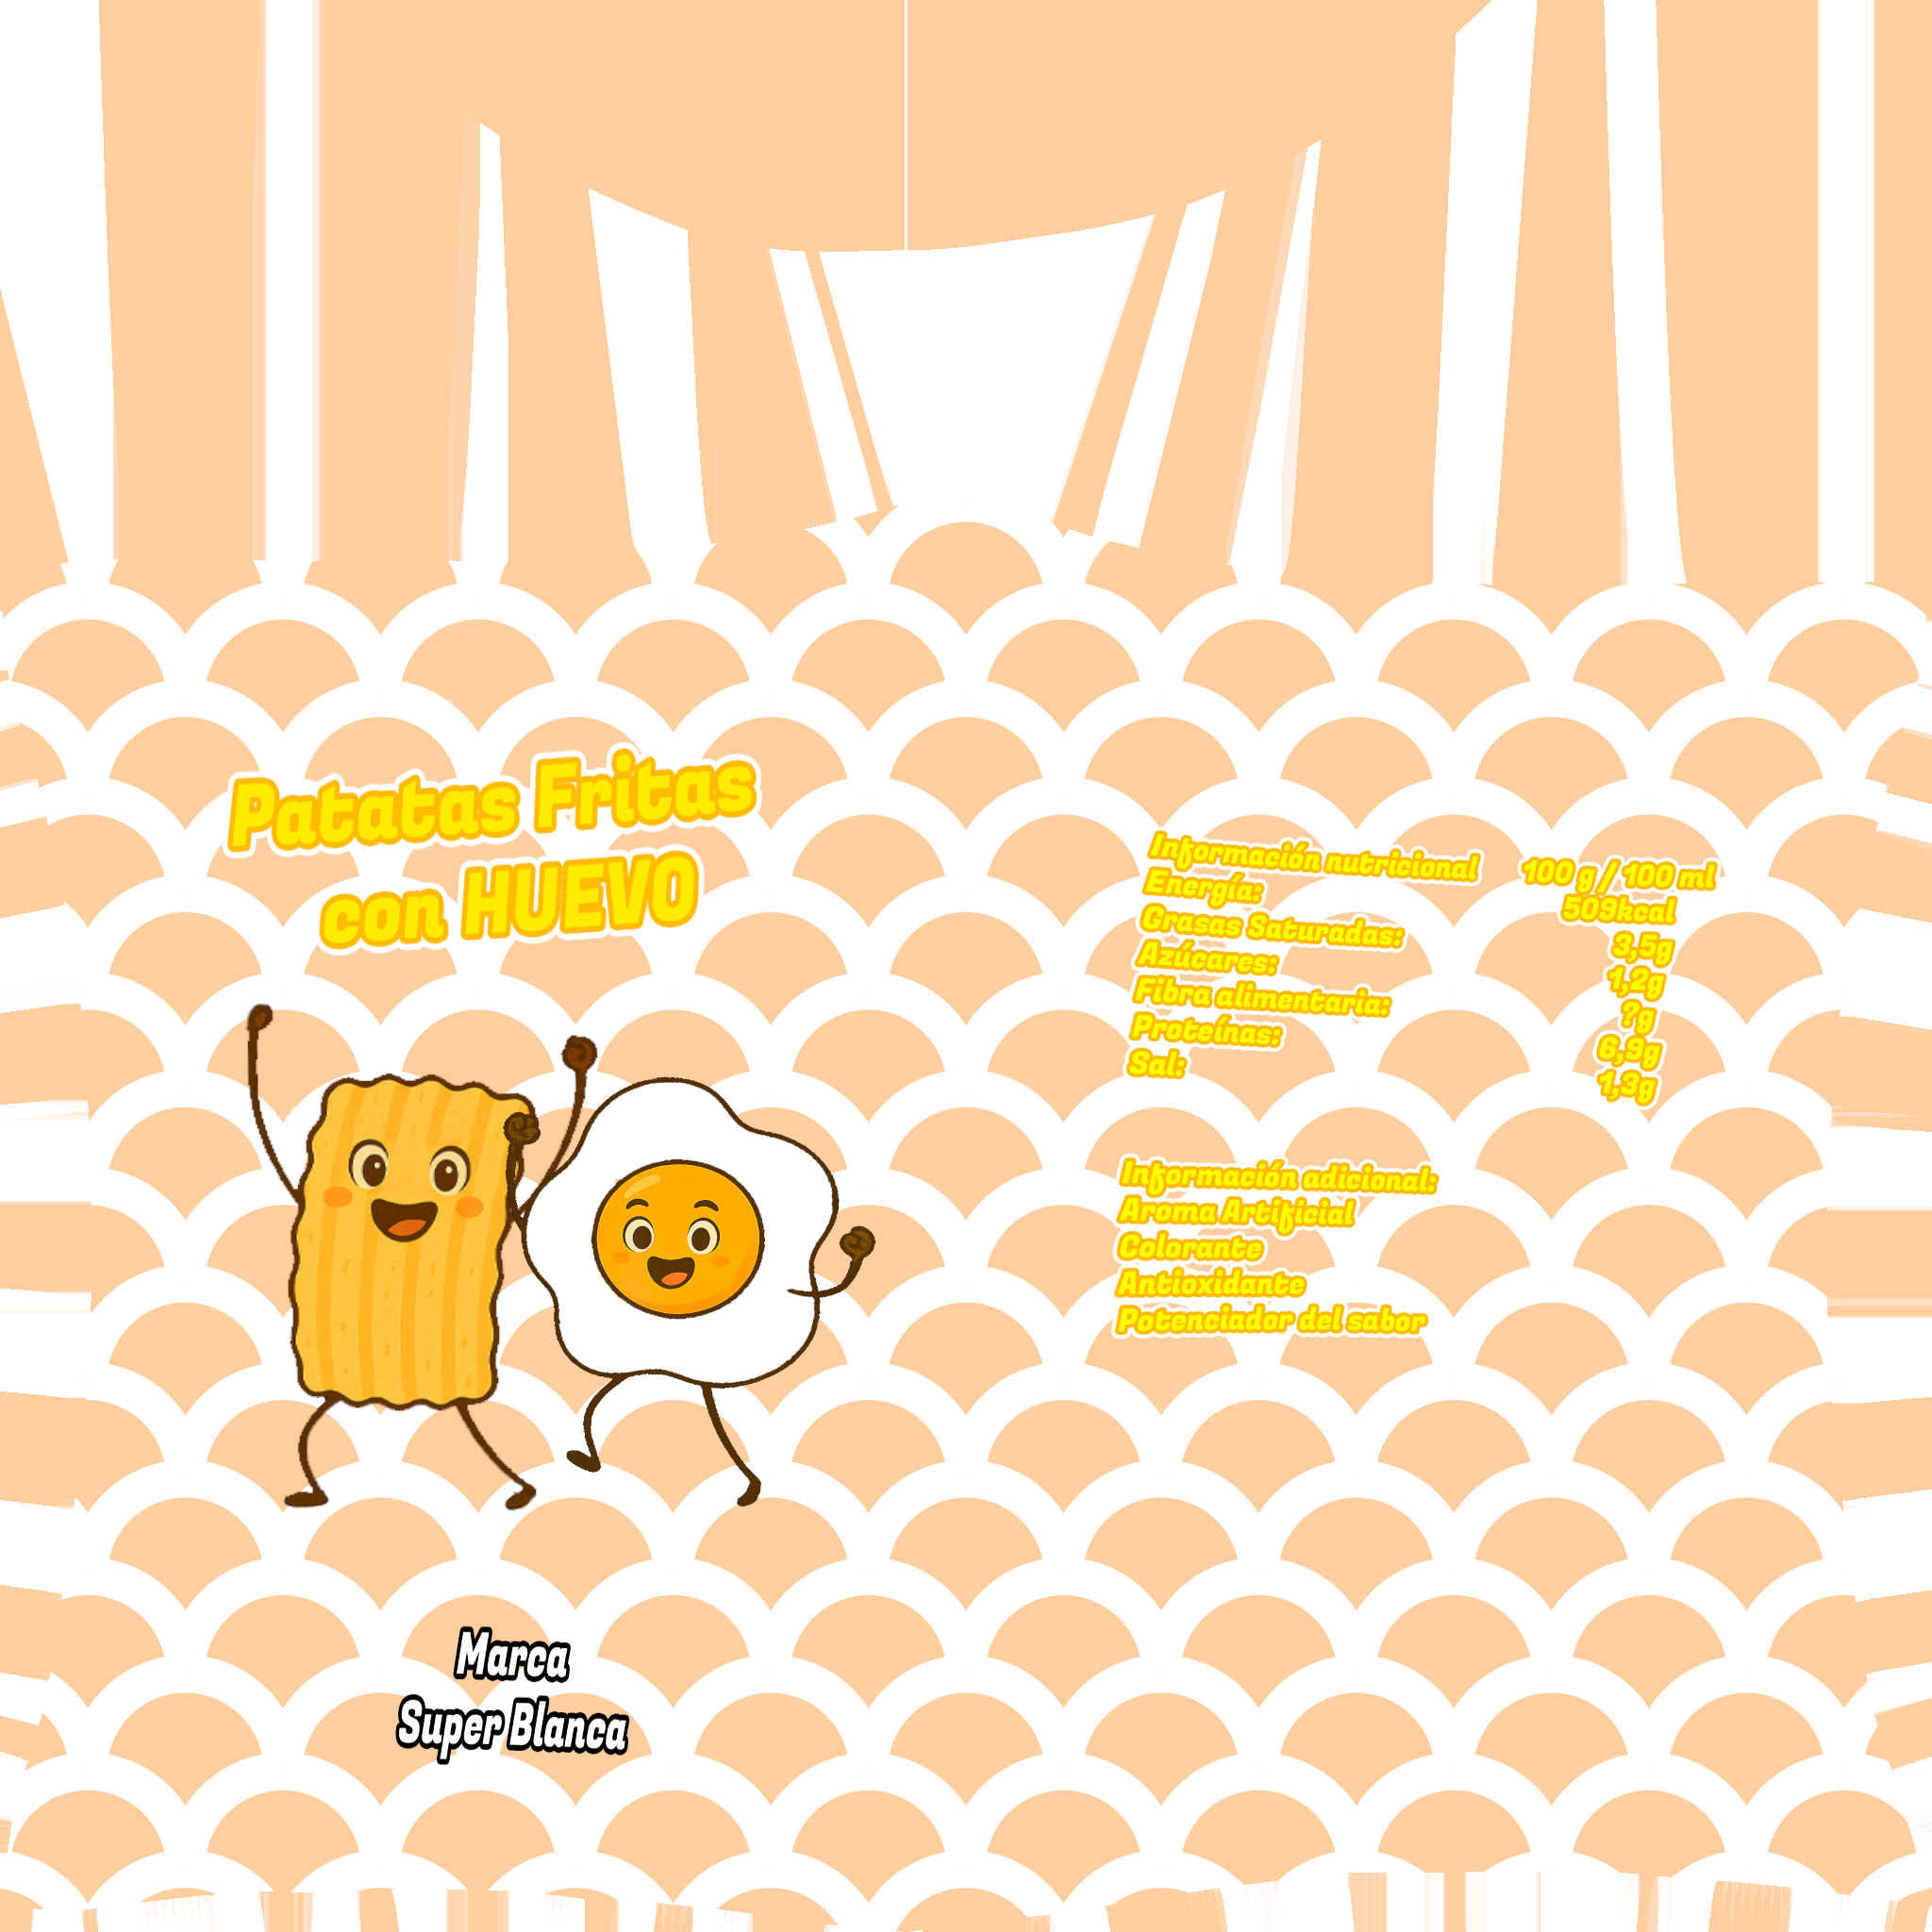 Patatas Fritas
con HUEVO
Información nutricional 100 g / 100 ml
Energía: 509kcal
Grasas Saturadas: 3,5g
Azúcares: 1,2g
Fibra alimentaria: ?g
Proteínas: 6,9g
Sal: 1,3g
Información adicional:
Aroma Artificial
Colorante
Antioxidante
Potenciador del sabor
Marca
Super Blanca